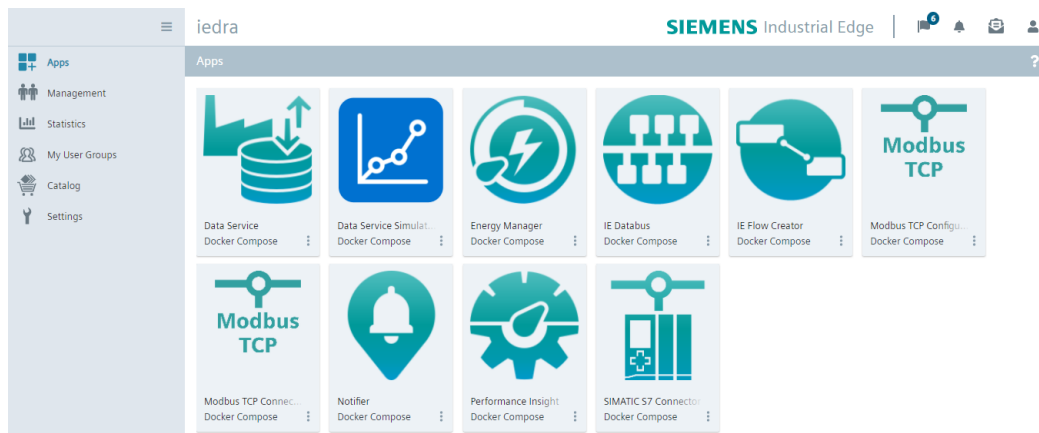 iedra
SIEMENS Industrial Edge
6
Apps
Management
Statistics
My User Groups
Catalog
Settings
Apps
?
Data Service
Docker Compose
Data Service Simulat...
Docker Compose
Energy Manager
Docker Compose
IE Databus
Docker Compose
IE Flow Creator
Docker Compose
Modbus
TCP
Modbus TCP Configu...
Docker Compose
Modbus
TCP
Modbus TCP Connec...
Docker Compose
Notifier
Docker Compose
Performance Insight
Docker Compose
SIMATIC S7 Connector
Docker Compose